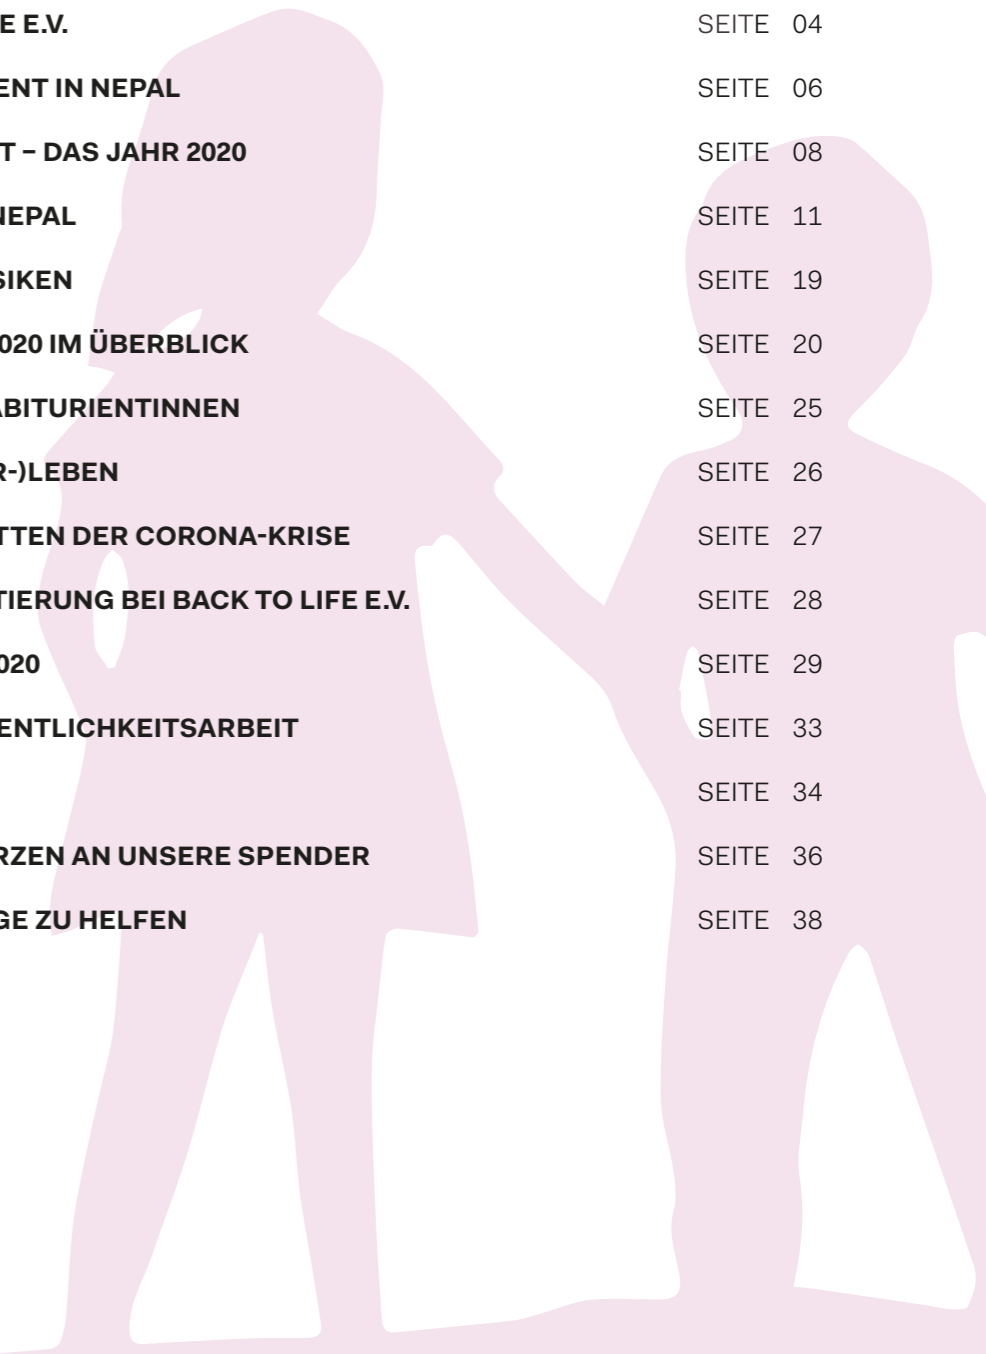 E E.V. SEITE 04
ENT IN NEPAL SEITE 06
T – DAS JAHR 2020 SEITE 08
NEPAL SEITE 11
SIKEN SEITE 19
020 IM ÜBERBLICK SEITE 20
ABITURIENTINNEN SEITE 25
R-)LEBEN SEITE 26
TTEN DER CORONA-KRISE SEITE 27
TIERUNG BEI BACK TO LIFE E.V. SEITE 28
020 SEITE 29
ENTLICHKEITSARBEIT SEITE 33
SEITE 34
RZEN AN UNSERE SPENDER SEITE 36
GE ZU HELFEN SEITE 38